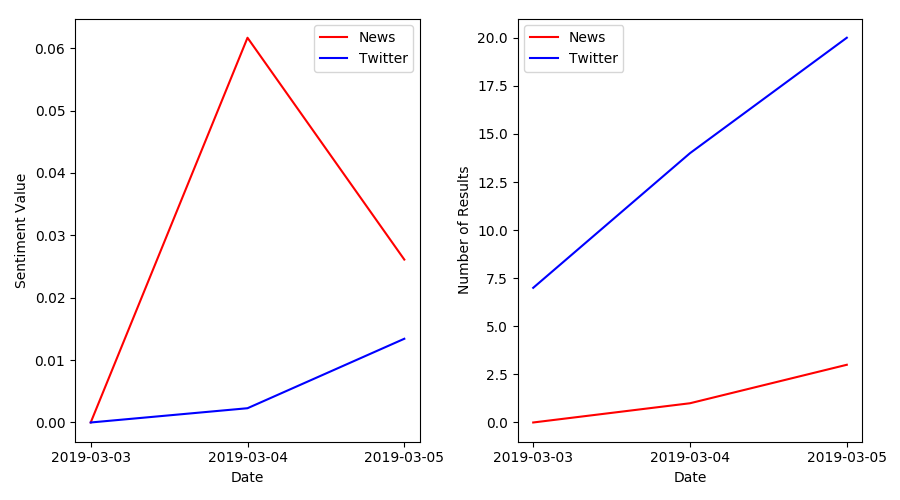 News
Twitter
0.06
0.05
0.04
0.03
0.02
0.01
0.00
Sentiment Value
2019-03-03 2019-03-04 2019-03-05
Date
News
Twitter
20.0
17.5
15.0
12.5
10.0
7.5
5.0
2.5
0.0
Number of Results
2019-03-03 2019-03-04 2019-03-05
Date